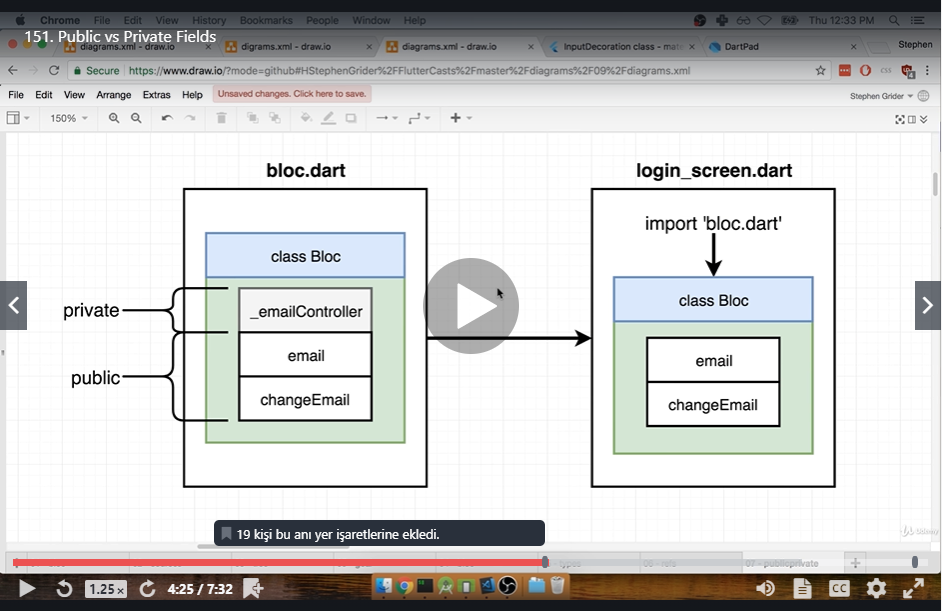 Chrome File Edit View History Bookmarks People Window Help Thu 12:33 PM
151. Public vs Private Fields
diagrams.xml - draw.io digrams.xml - draw.io diagrams.xml - draw.io InputDecoration class - mate DartPad Stephen
Secure https://www.draw.io/?mode=github#HStephenGrider%2FFlutterCasts%2Fmaster%2Fdiagrams%2F09%2Fdiagrams.xml
File Edit View Arrange Extras Help Unsaved changes. Click here to save. Stephen Grider
150%
bloc.dart
login_screen.dart
import 'bloc.dart'
class Bloc
class Bloc
private
_emailController
email
email
public
changeEmail
changeEmail
19 kişi bu anı yer işaretlerine ekledi.
Udemy
07 - publicprivate
1.25x 4:25 / 7:32 CC